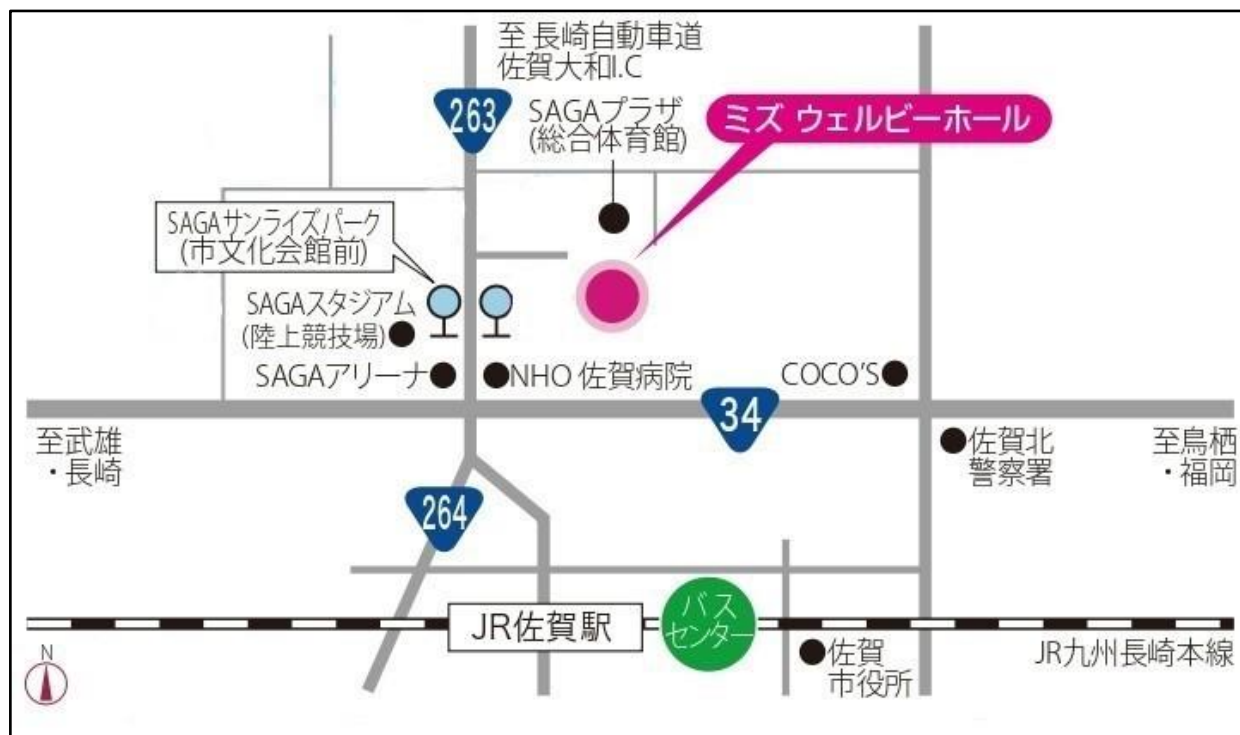 至 長崎自動車道
佐賀大和I.C
263
SAGAプラザ
(総合体育館)
ミズ ウェルビーホール
SAGAサンライズパーク
(市文化会館前)
SAGAスタジアム
(陸上競技場)
SAGAアリーナ
NHO 佐賀病院
COCO'S
34
至武雄
・長崎
佐賀北
警察署
至鳥栖
・福岡
264
バス
センター
JR佐賀駅
佐賀
市役所
JR九州長崎本線
N